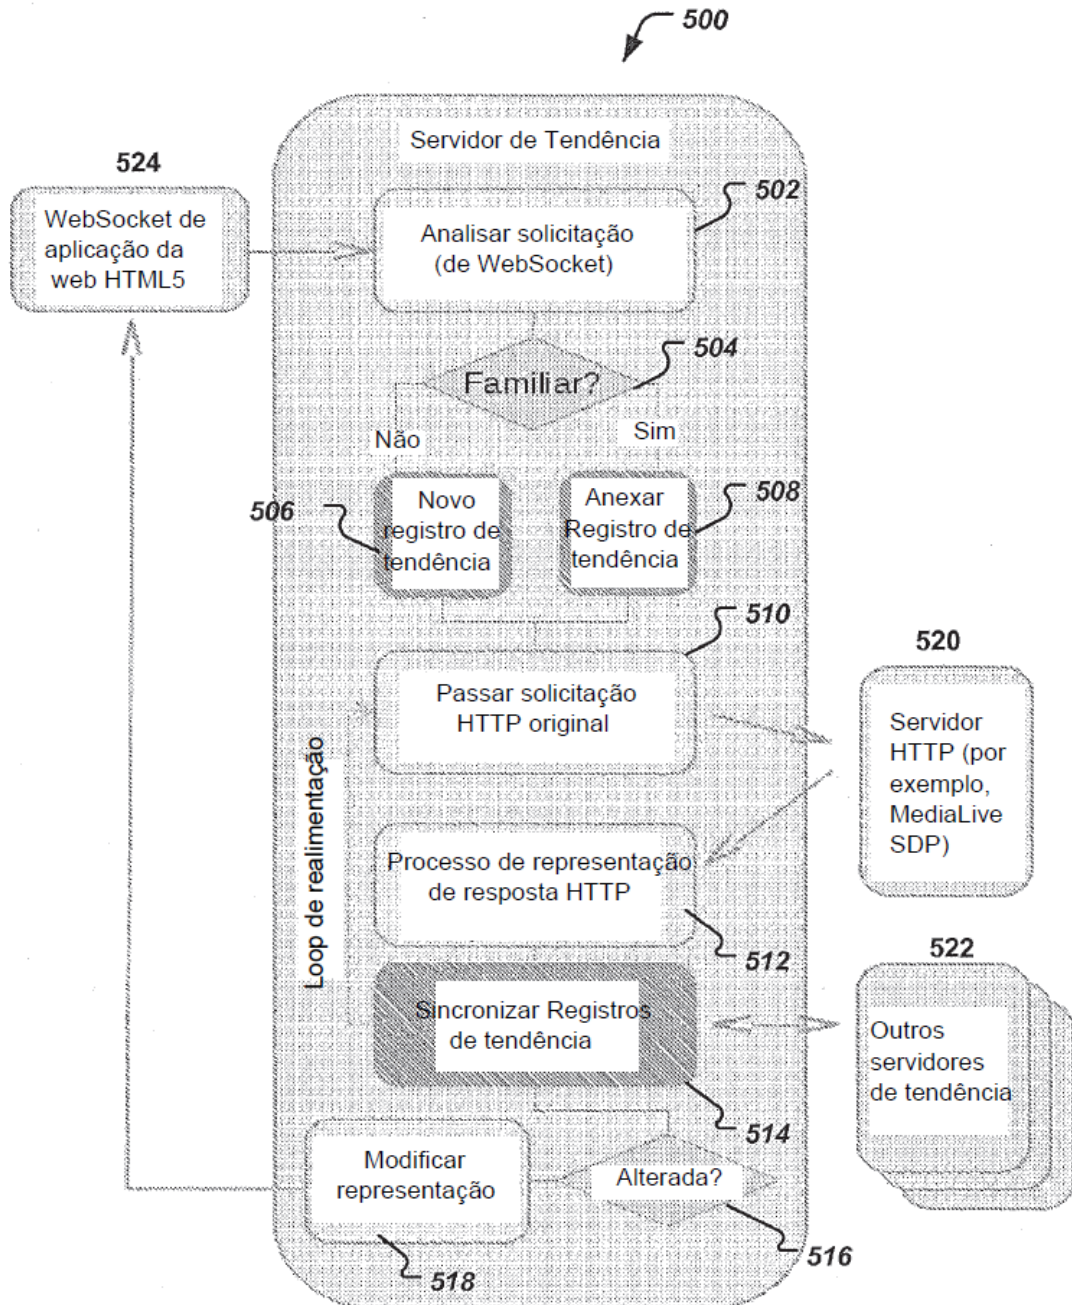 500
Servidor de Tendência
524
502
WebSocket de
aplicação da
web HTML5
Analisar solicitação
(de WebSocket)
504
Familiar?
Não
Sim
506
Novo
registro de
tendência
Anexar
Registro de
tendência
508
510
Passar solicitação
HTTP original
520
Servidor
HTTP (por
exemplo,
MediaLive
SDP)
Loop de realimentação
Processo de representação
de resposta HTTP
512
522
Sincronizar Registros
de tendência
Outros
servidores
de tendência
514
Modificar
representação
Alterada?
516
518